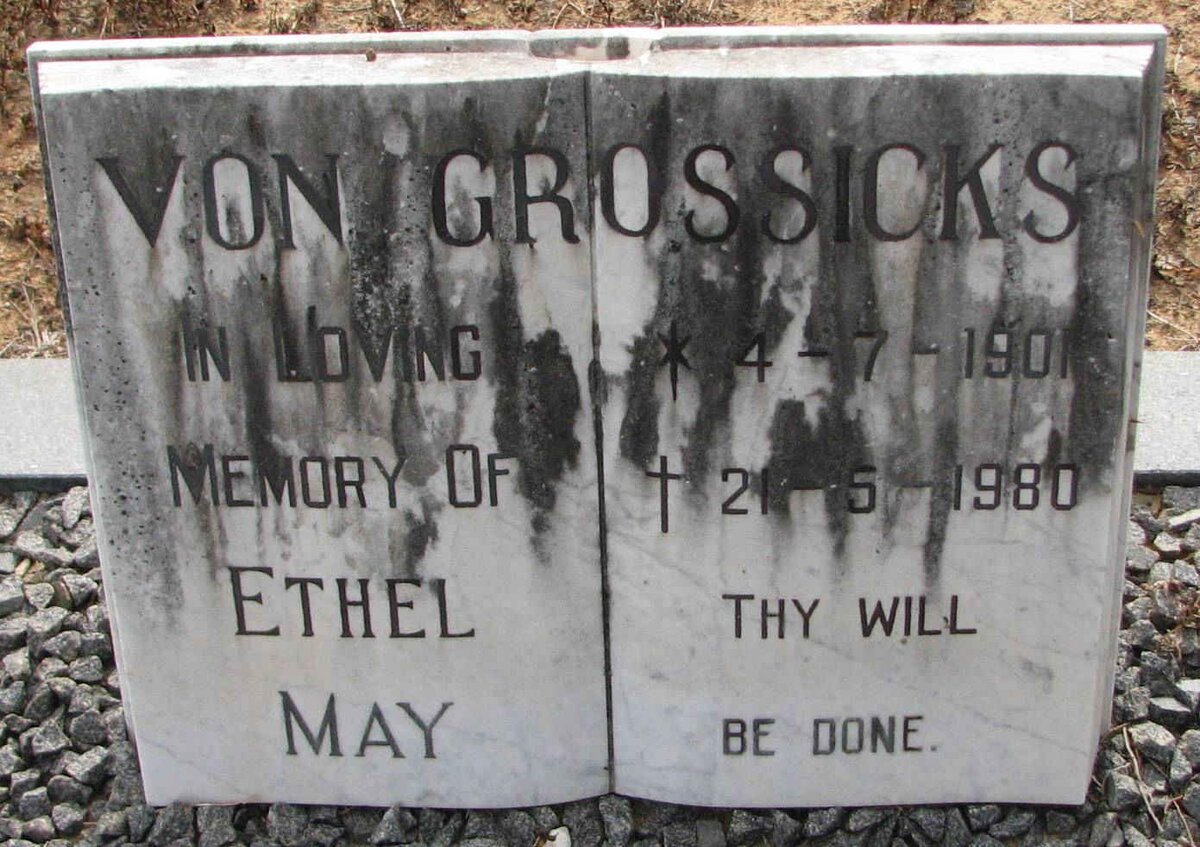 VON GROSSICKS
IN LOVING
MEMORY OF
ETHEL
MAY
* 4-7-1901
† 21-5-1980
THY WILL
BE DONE.